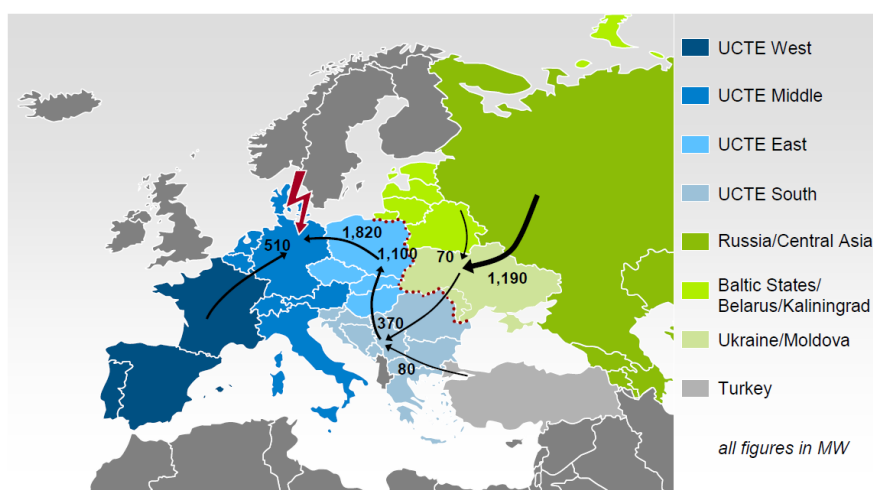 UCTE West
UCTE Middle
UCTE East
UCTE South
Russia/Central Asia
Baltic States/
Belarus/Kaliningrad
Ukraine/Moldova
Turkey
all figures in MW
1,820
510
1,100
70
1,190
370
80